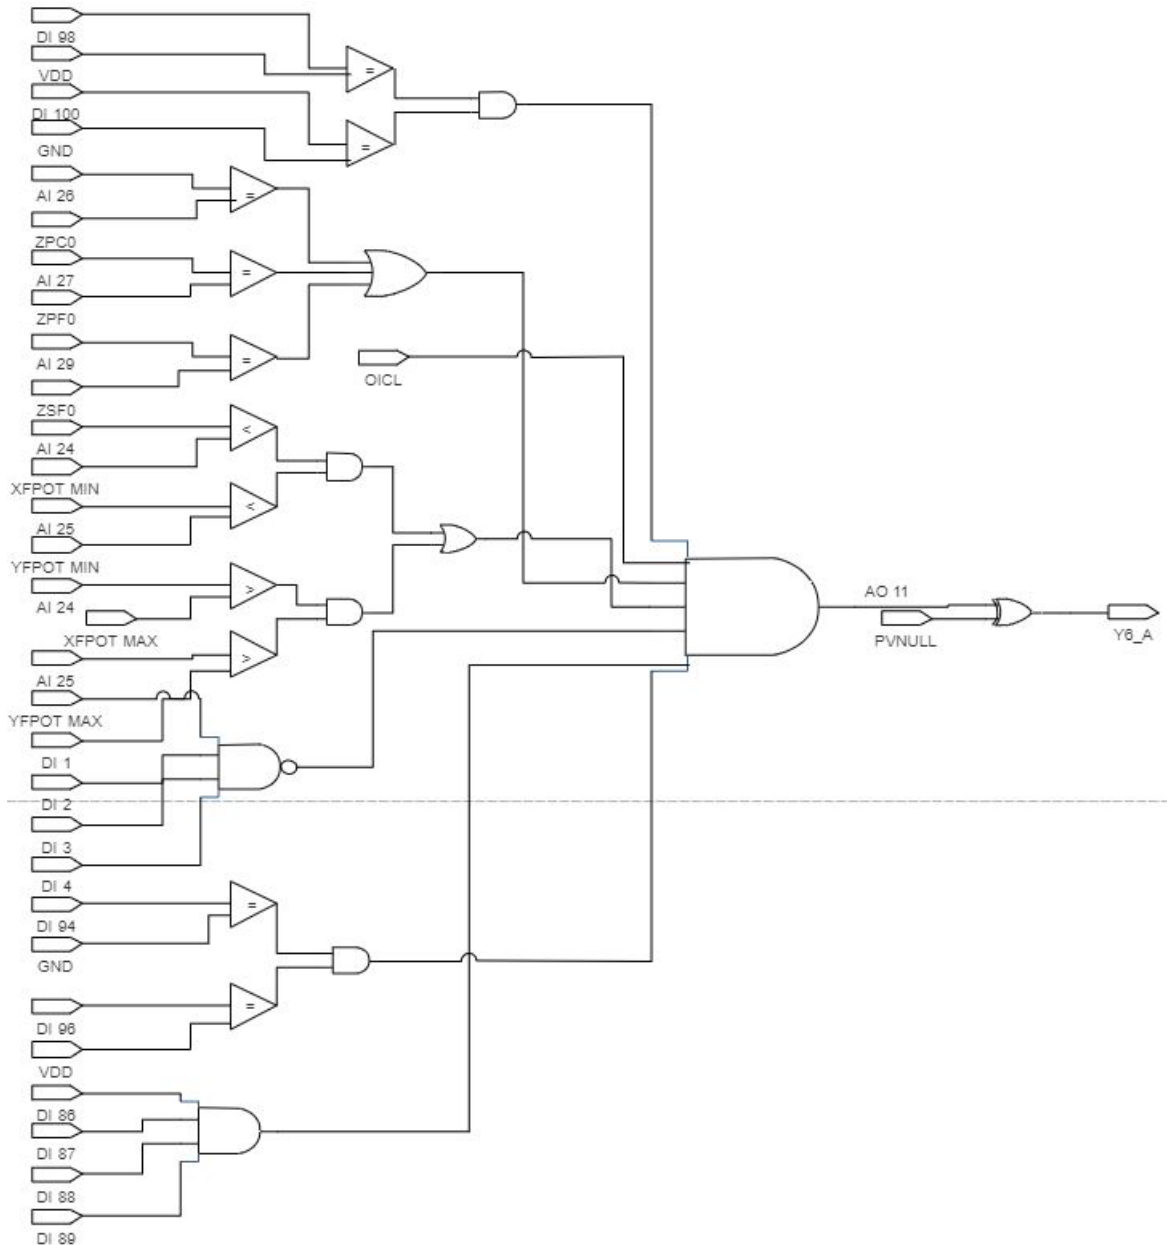 DI 98
=
VDD
DI 100
=
GND
AI 26
=
ZPC0
AI 27
=
ZPF0
AI 29
=
OICL
ZSF0
<
AI 24
XFPOT MIN
<
AI 25
YFPOT MIN
>
AI 24
AO 11
XFPOT MAX
PVNULL
Y6_A
>
AI 25
YFPOT MAX
DI 1
DI 2
DI 3
DI 4
=
DI 94
GND
=
DI 96
VDD
DI 86
DI 87
DI 88
DI 89